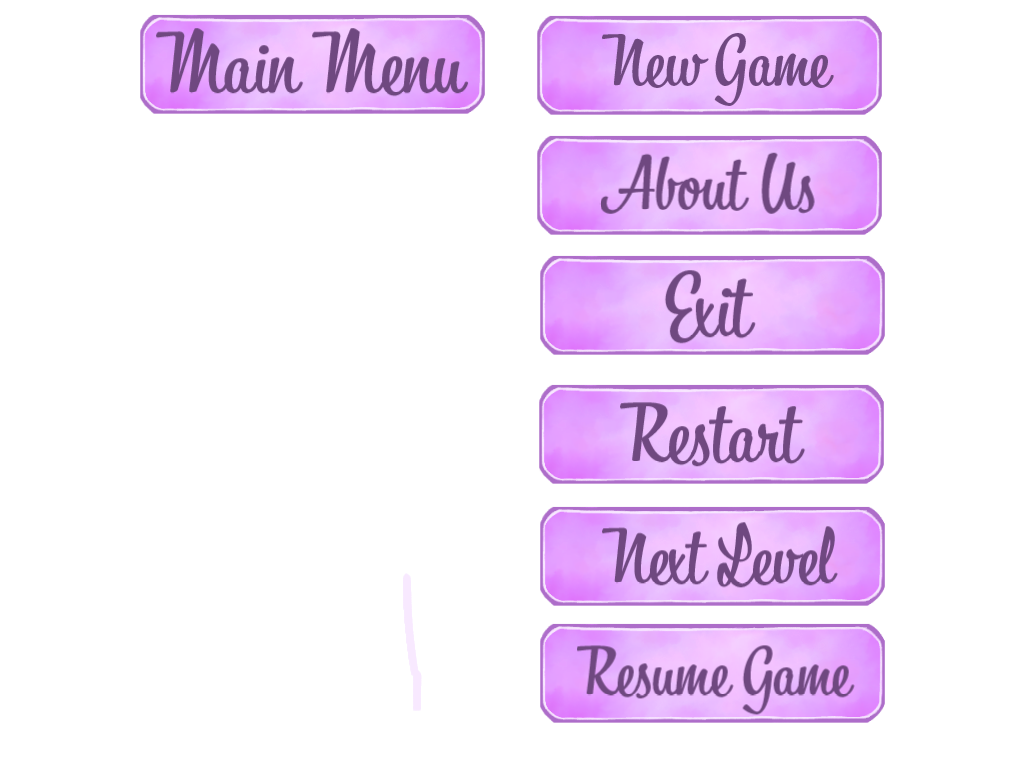 Main Menu
New Game
About Us
Exit
Restart
Next Level
Resume Game